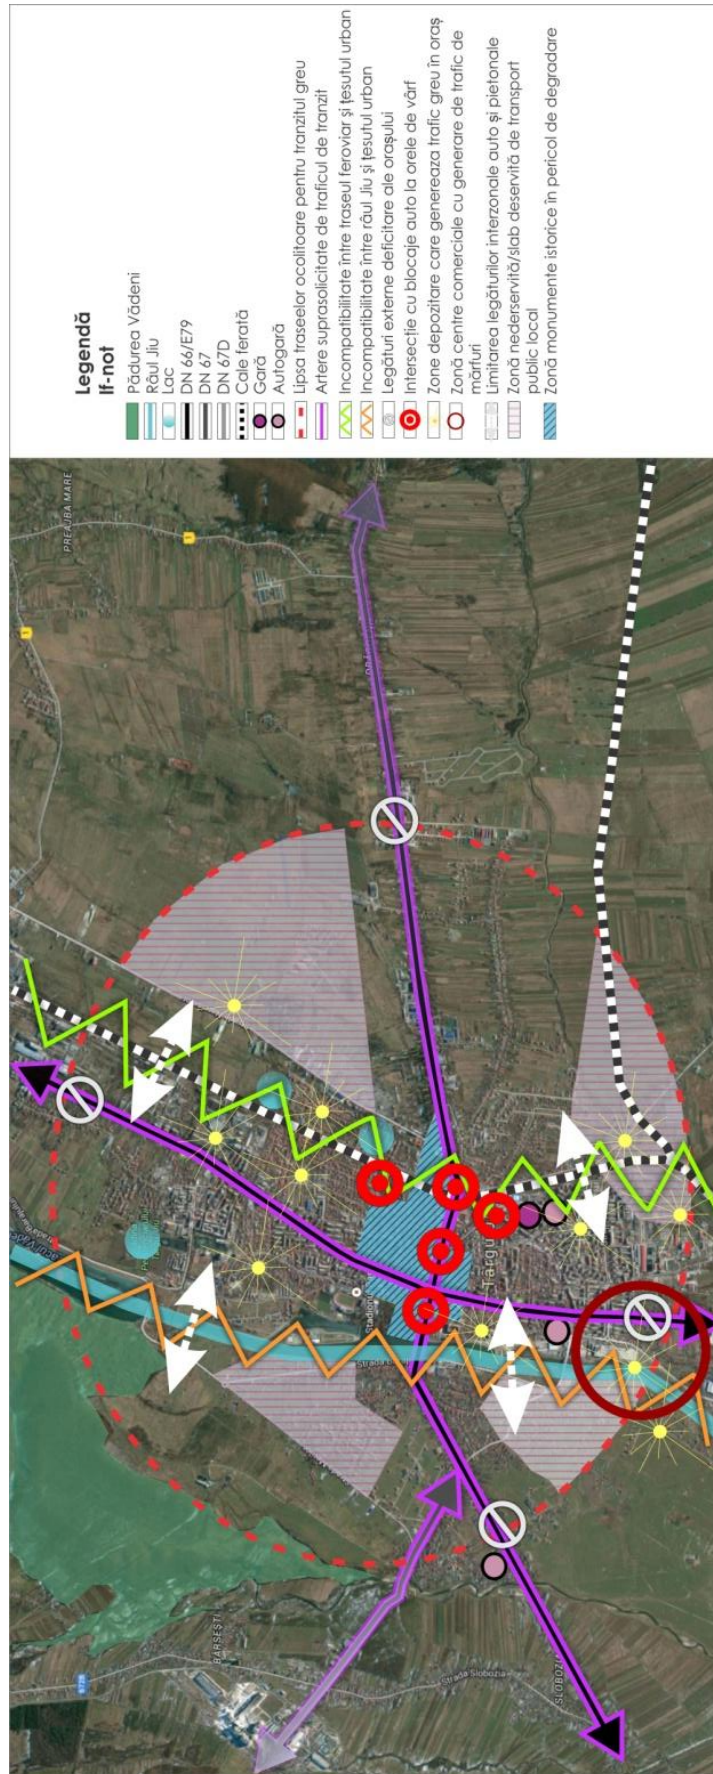 Legendă
If-not
Pădurea Vădeni
Râul Jiu
Lac
DN 66/E79
DN 67
DN 67D
Cale ferată
Gară
Autogară
Lipsa traseelor ocolitoare pentru tranzitul greu
Artere suprasolicitate de traficul de tranzit
Incompatibilitate între traseul feroviar și țesutul urban
Incompatibilitate între râul Jiu și țesutul urban
Legături externe deficitare ale orașului
Intersecție cu blocaje auto la orele de vârf
Zone depozitare care generează trafic greu în oraș
Zonă centre comerciale cu generare de trafic de
mărfuri
Limitarea legăturilor interzonale auto și pietonale
Zonă nederservită/slab deservită de transport
public local
Zonă monumente istorice în pericol de degradare
PREAJBA MARE
BÂRSEȘTI
Strada Slobozia
SLOBOZIA
Târgu
Stadion